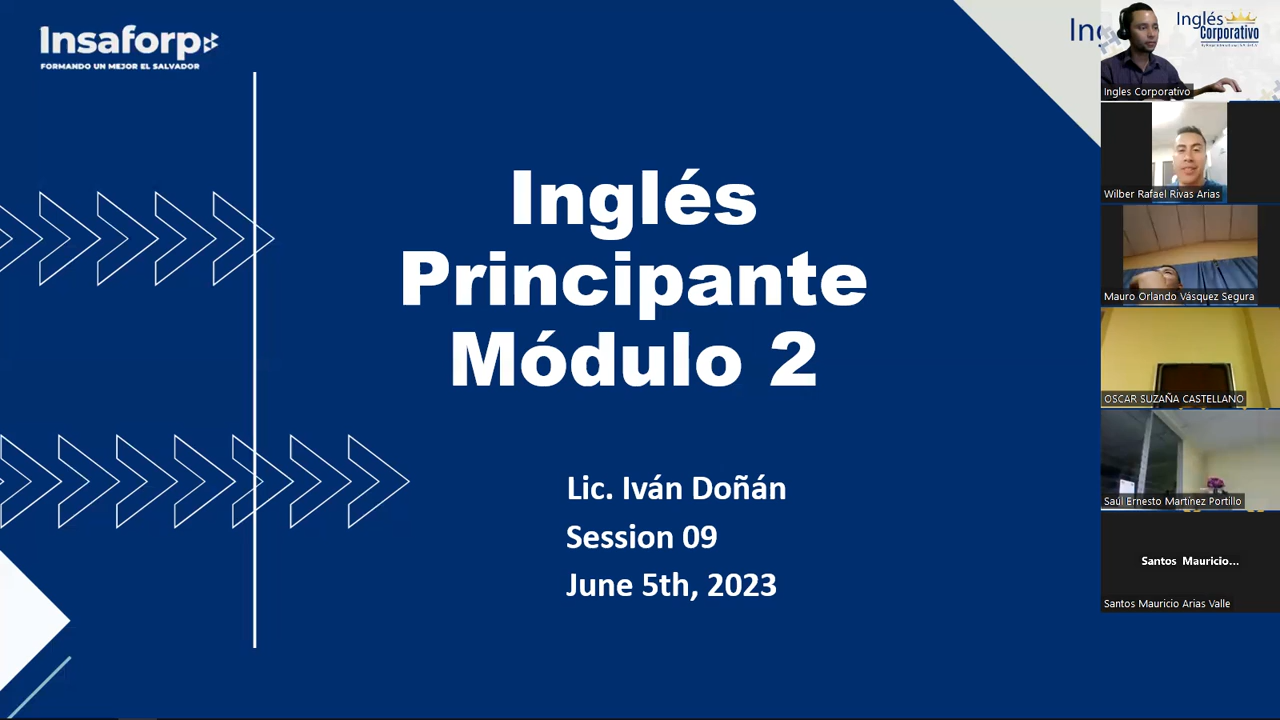 Insaforp
FORMANDO UN MEJOR EL SALVADOR
Inglés
Principante
Módulo 2
Lic. Iván Doñán
Session 09
June 5th, 2023
Inglés
Corporativo
Ingles Corporativo
Wilber Rafael Rivas Arias
Mauro Orlando Vásquez Segura
OSCAR SUZAÑA CASTELLANO
Saúl Ernesto Martínez Portillo
Santos Mauricio...
Santos Mauricio Arias Valle